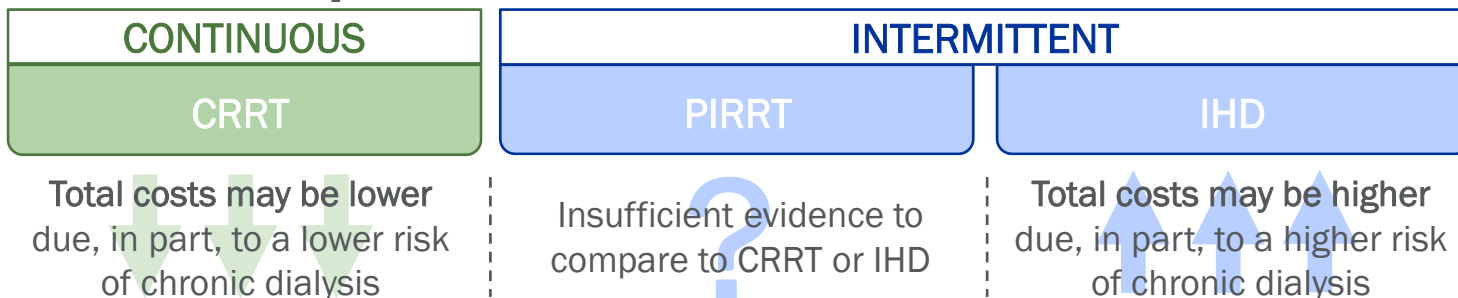 CONTINUOUS
INTERMITTENT
CRRT
PIRRT
IHD
Total costs may be lower
due, in part, to a lower risk
of chronic dialysis
Insufficient evidence to
compare to CRRT or IHD
?
Total costs may be higher
due, in part, to a higher risk
of chronic dialysis